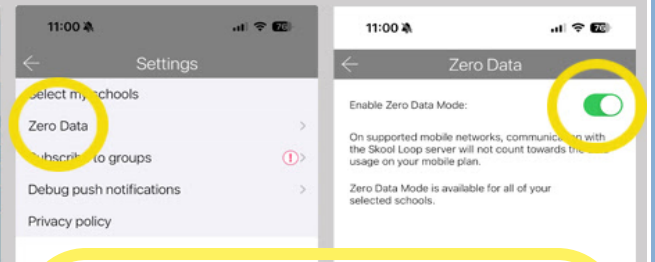 11:00
76
Settings
Select my schools
Zero Data
Subscribe to groups
Debug push notifications
Privacy policy
11:00
76
Zero Data
Enable Zero Data Mode:
On supported mobile networks, communication with
the Skool Loop server will not count towards the data
usage on your mobile plan.
Zero Data Mode is available for all of your
selected schools.